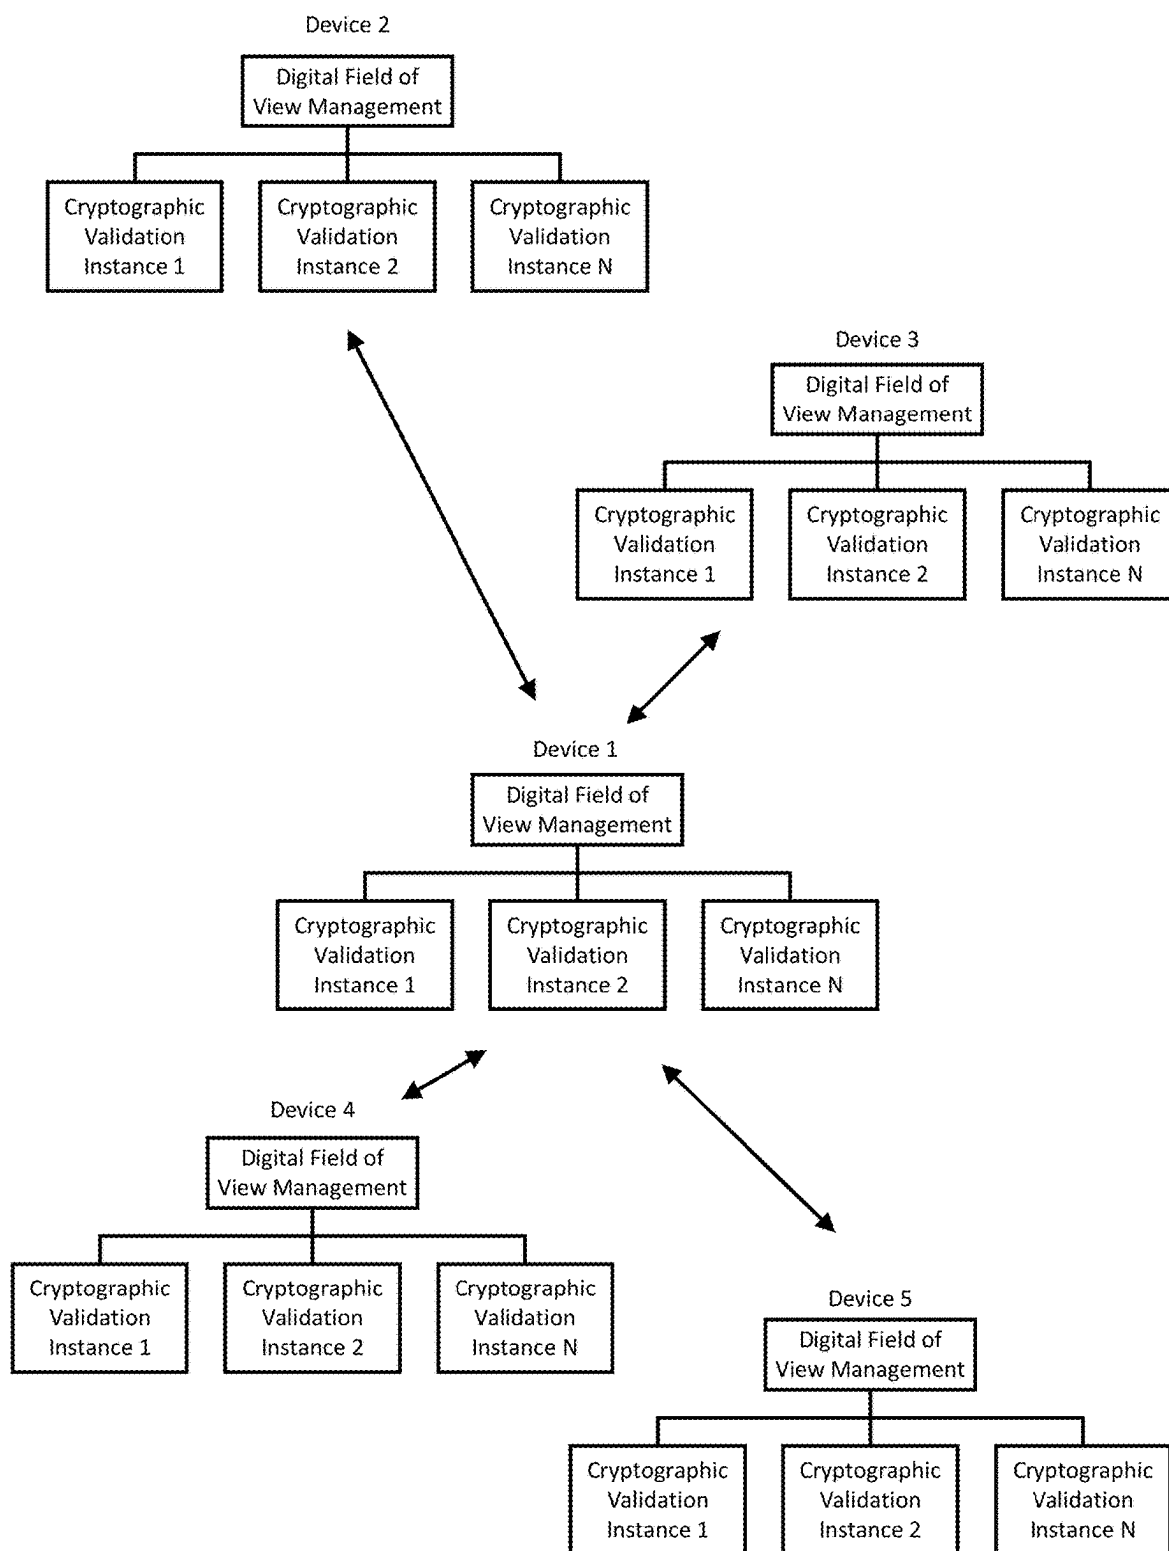 Device 2
Digital Field of
View Management
Cryptographic
Validation
Instance 1
Cryptographic
Validation
Instance 2
Cryptographic
Validation
Instance N
Device 3
Digital Field of
View Management
Cryptographic
Validation
Instance 1
Cryptographic
Validation
Instance 2
Cryptographic
Validation
Instance N
Device 1
Digital Field of
View Management
Cryptographic
Validation
Instance 1
Cryptographic
Validation
Instance 2
Cryptographic
Validation
Instance N
Device 4
Digital Field of
View Management
Cryptographic
Validation
Instance 1
Cryptographic
Validation
Instance 2
Cryptographic
Validation
Instance N
Device 5
Digital Field of
View Management
Cryptographic
Validation
Instance 1
Cryptographic
Validation
Instance 2
Cryptographic
Validation
Instance N